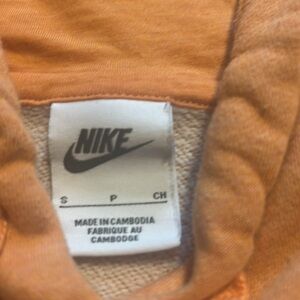 NIKE
S P CH
MADE IN CAMBODIA
FABRIQUE AU
CAMBODGE